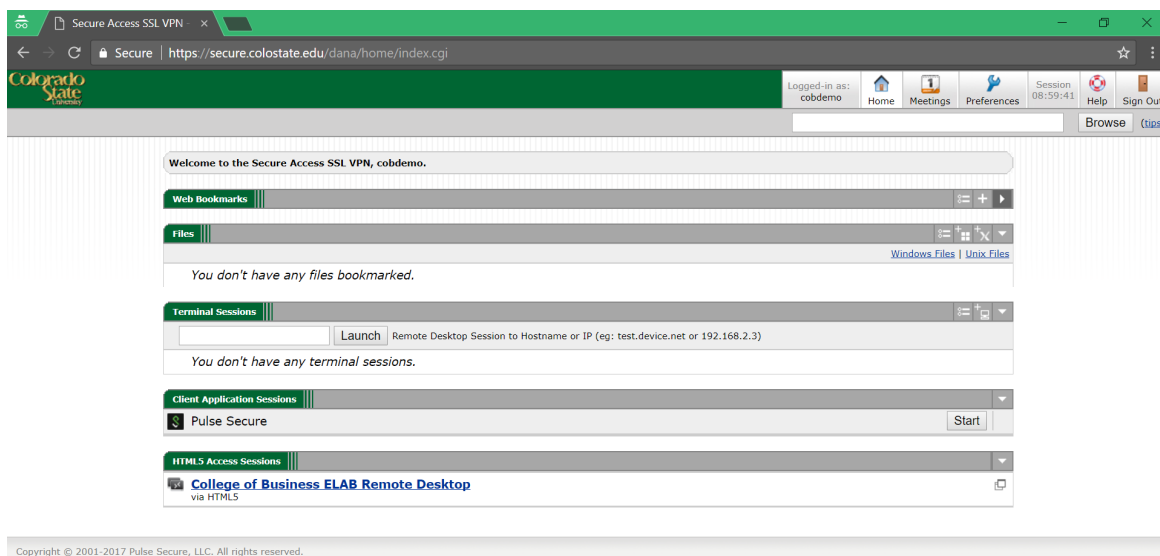 Secure Access SSL VPN -
Secure | https://secure.colostate.edu/dana/home/index.cgi
Colorado
State
University
Logged-in as:
cobdemo
Home
1
Meetings
Preferences
Session
08:59:41
Help
Sign Out
Browse
(tips
Welcome to the Secure Access SSL VPN, cobdemo.
Web Bookmarks
Files
Windows Files | Unix Files
You don't have any files bookmarked.
Terminal Sessions
Launch Remote Desktop Session to Hostname or IP (eg: test.device.net or 192.168.2.3)
You don't have any terminal sessions.
Client Application Sessions
Pulse Secure Start
HTML5 Access Sessions
College of Business ELAB Remote Desktop
via HTML5
Copyright © 2001-2017 Pulse Secure, LLC. All rights reserved.